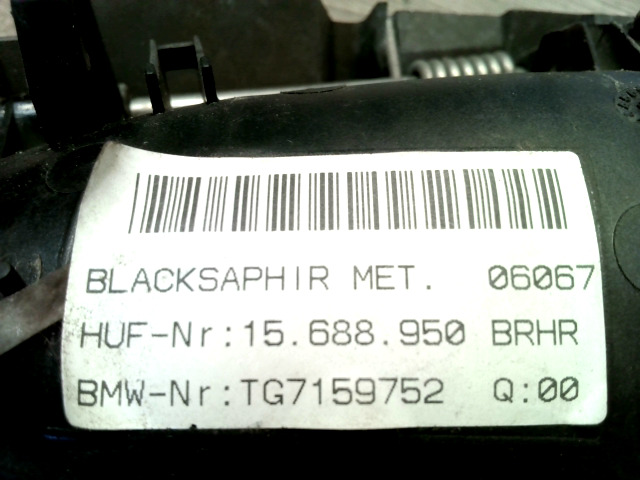 BLACKSAPHIR MET. 06067
HUF-Nr:15.688.950 BRHR
BMW-Nr:TG7159752 Q:00